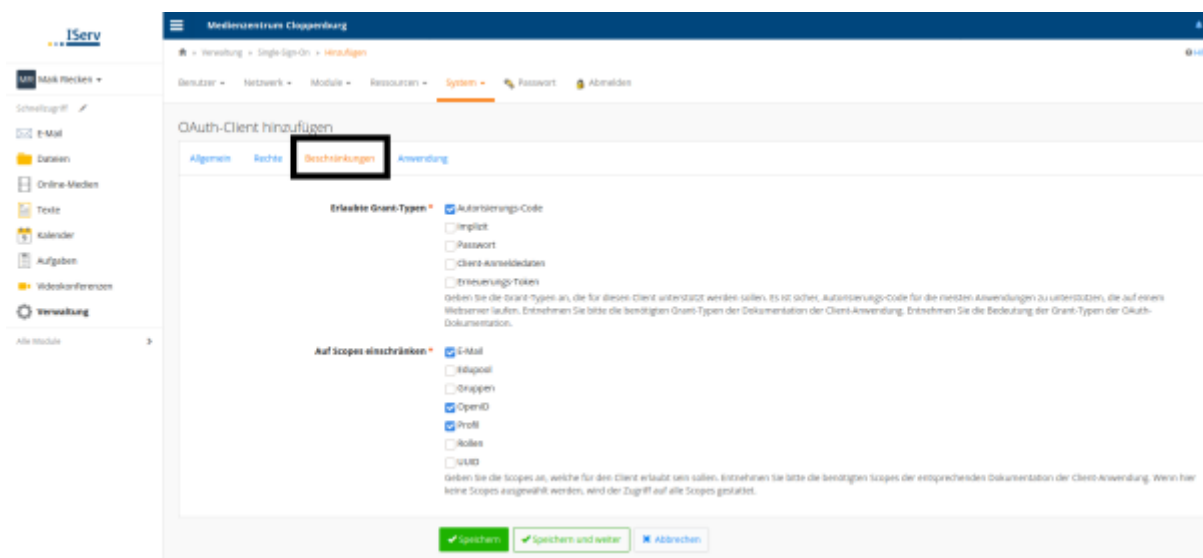 IServ
Medienzentrum Cloppenburg
» Verwaltung » Single-Sign-On » Hinzufügen
MR Maik Riecken
Benutzer Netzwerk Module Ressourcen System Passwort Abmelden
Schnellzugriff
E-Mail
Dateien
Online-Medien
Texte
Kalender
Aufgaben
Videokonferenzen
Verwaltung
Alle Module
OAuth-Client hinzufügen
Allgemein Rechte Beschränkungen Anwendung
Erlaubte Grant-Typen * Autorisierungs-Code
Implizit
Passwort
Client-Anmeldedaten
Erneuerungs-Token
Geben Sie die Grant-Typen an, die für diesen Client unterstützt werden sollen. Es ist sicher, Autorisierungs-Code für die meisten Anwendungen zu unterstützen, die auf einem
Webserver laufen. Entnehmen Sie bitte die benötigten Grant-Typen der Dokumentation der Client-Anwendung. Entnehmen Sie die Bedeutung der Grant-Typen der OAuth-
Dokumentation.
Auf Scopes einschränken * E-Mail
Edupool
Gruppen
OpenID
Profil
Rollen
UUID
Geben Sie die Scopes an, welche für den Client erlaubt sein sollen. Entnehmen Sie bitte die benötigten Scopes der entsprechenden Dokumentation der Client-Anwendung. Wenn hier
keine Scopes ausgewählt werden, wird der Zugriff auf alle Scopes gestattet.
Speichern Speichern und weiter Abbrechen